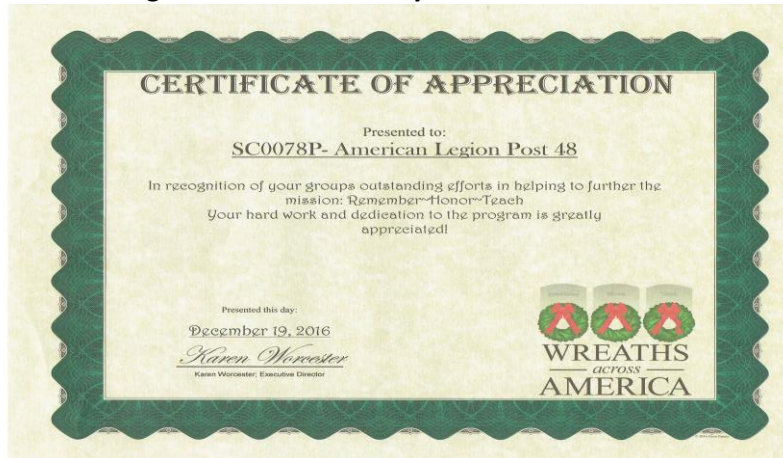 CERTIFICATE OF APPRECIATION
Presented to:
SC0078P- American Legion Post 48
In recognition of your groups outstanding efforts in helping to further the
mission: Remember~Honor~Teach
Your hard work and dedication to the program is greatly
appreciated!
Presented this day:
December 19, 2016
Karen Worcester
Karen Worcester; Executive Director
WREATHS
across
AMERICA